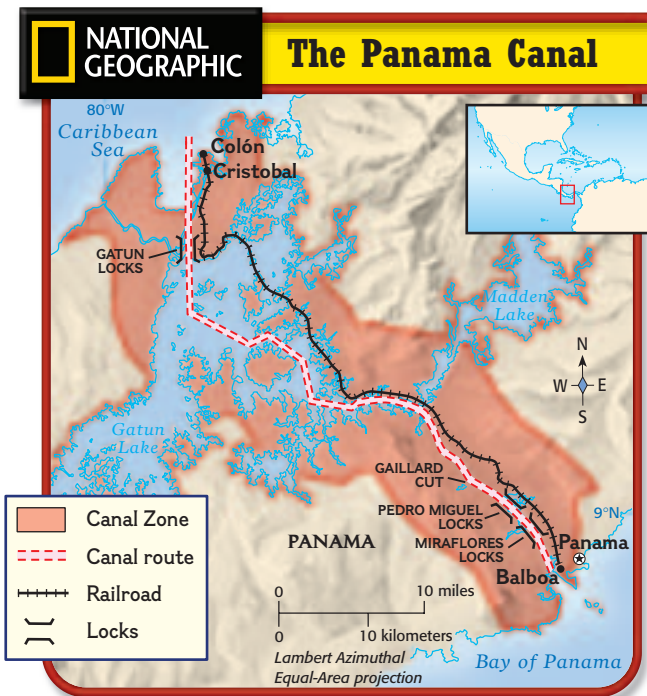 NATIONAL
GEOGRAPHIC
The Panama Canal
80°W
Caribbean
Sea
Colón
Cristobal
GATUN
LOCKS
Madden
Lake
N
W E
S
Gatun
Lake
GAILLARD
CUT
PEDRO MIGUEL
LOCKS
9°N
MIRAFLORES
LOCKS
PANAMA
Panama
Balboa
Canal Zone
Canal route
Railroad
Locks
0 10 miles
0 10 kilometers
Lambert Azimuthal
Equal-Area projection
Bay of Panama